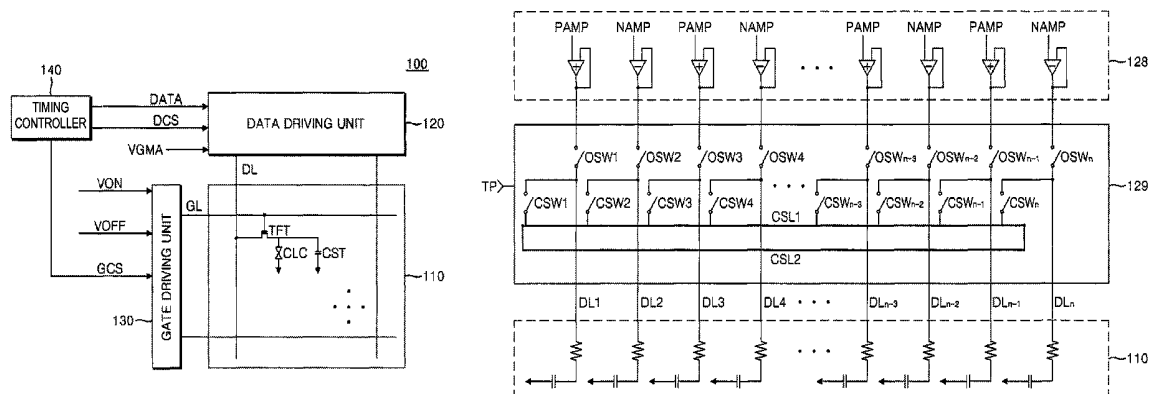 100
140
TIMING
CONTROLLER
DATA
DCS
VGMA
DATA DRIVING UNIT
120
DL
VON
VOFF
GCS
GATE DRIVING UNIT
130
GL
TFT
CLC
CST
110
PAMP NAMP PAMP NAMP PAMP NAMP PAMP NAMP
+ − + − + − + −
128
OSW1 OSW2 OSW3 OSW4 OSWn-3 OSWn-2 OSWn-1 OSWn
TP
129
CSW1 CSW2 CSW3 CSW4 CSWn-3 CSWn-2 CSWn-1 CSWn
CSL1
CSL2
DL1 DL2 DL3 DL4 DLn-3 DLn-2 DLn-1 DLn
110